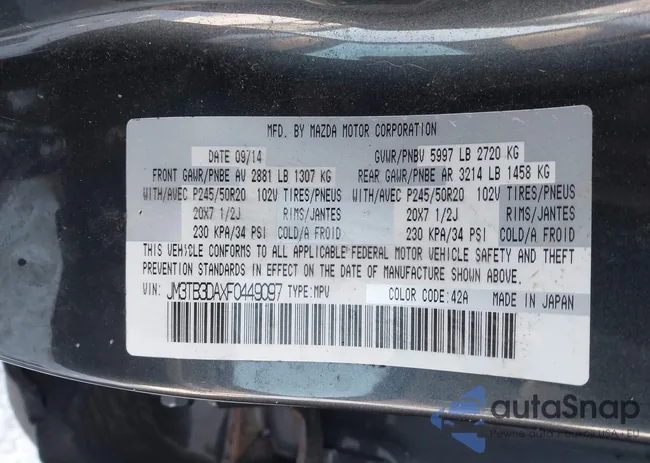 MFD. BY MAZDA MOTOR CORPORATION
DATE 09/14 GVWR/PNBV 5997 LB 2720 KG
FRONT GAWR/PNBE AV 2881 LB 1307 KG REAR GAWR/PNBE AR 3214 LB 1458 KG
WITH/AVEC P245/50R20 102V TIRES/PNEUS WITH/AVEC P245/50R20 102V TIRES/PNEUS
20X7 1/2J RIMS/JANTES 20X7 1/2J RIMS/JANTES
230 KPA/34 PSI COLD/A FROID 230 KPA/34 PSI COLD/A FROID
THIS VEHICLE CONFORMS TO ALL APPLICABLE FEDERAL MOTOR VEHICLE SAFETY AND THEFT
PREVENTION STANDARDS IN EFFECT ON THE DATE OF MANUFACTURE SHOWN ABOVE.
VIN: JM3TB3DAXF0449097 TYPE:MPV COLOR CODE:42A MADE IN JAPAN
autoSnap
Pewne auta z aukcji USA i EU